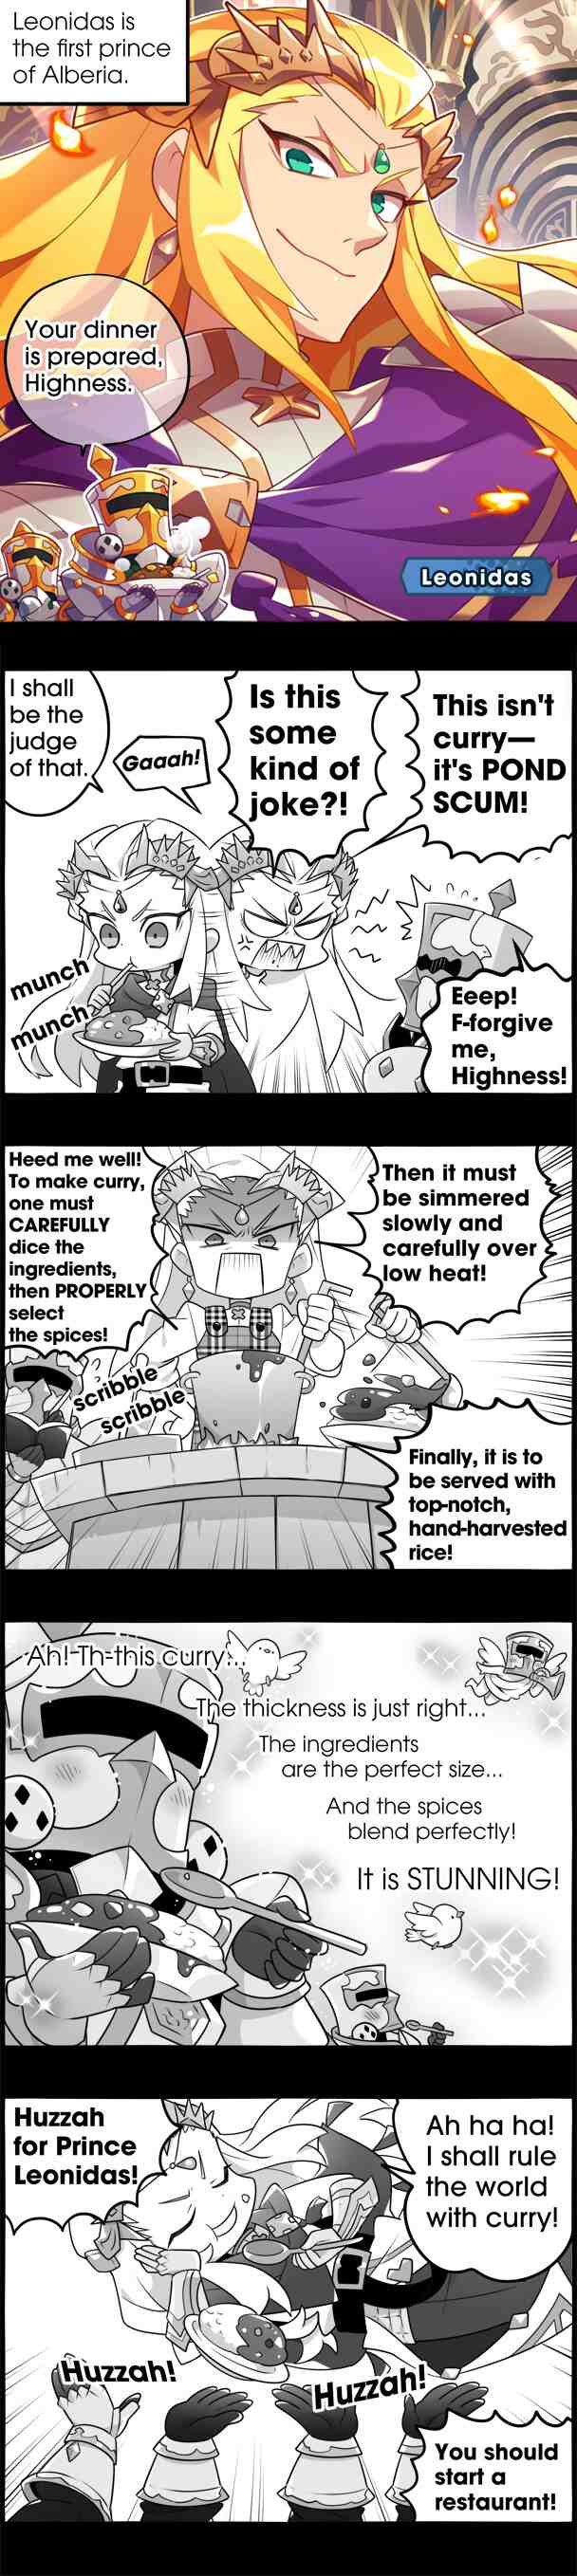 Leonidas is
the first prince
of Alberia.
Your dinner
is prepared,
Highness.
Leonidas
I shall
be the
judge
of that.
Gaaah!
Is this
some
kind of
joke?!
This isn't
curry—
it's POND
SCUM!
munch
munch
Eeep!
F-forgive
me,
Highness!
Heed me well!
To make curry,
one must
CAREFULLY
dice the
ingredients,
then PROPERLY
select
the spices!
Then it must
be simmered
slowly and
carefully over
low heat!
scribble
scribble
Finally, it is to
be served with
top-notch,
hand-harvested
rice!
Ah! Th-this curry...
The thickness is just right...
The ingredients
are the perfect size...
And the spices
blend perfectly!
It is STUNNING!
Huzzah
for Prince
Leonidas!
Ah ha ha!
I shall rule
the world
with curry!
Huzzah!
Huzzah!
You should
start a
restaurant!